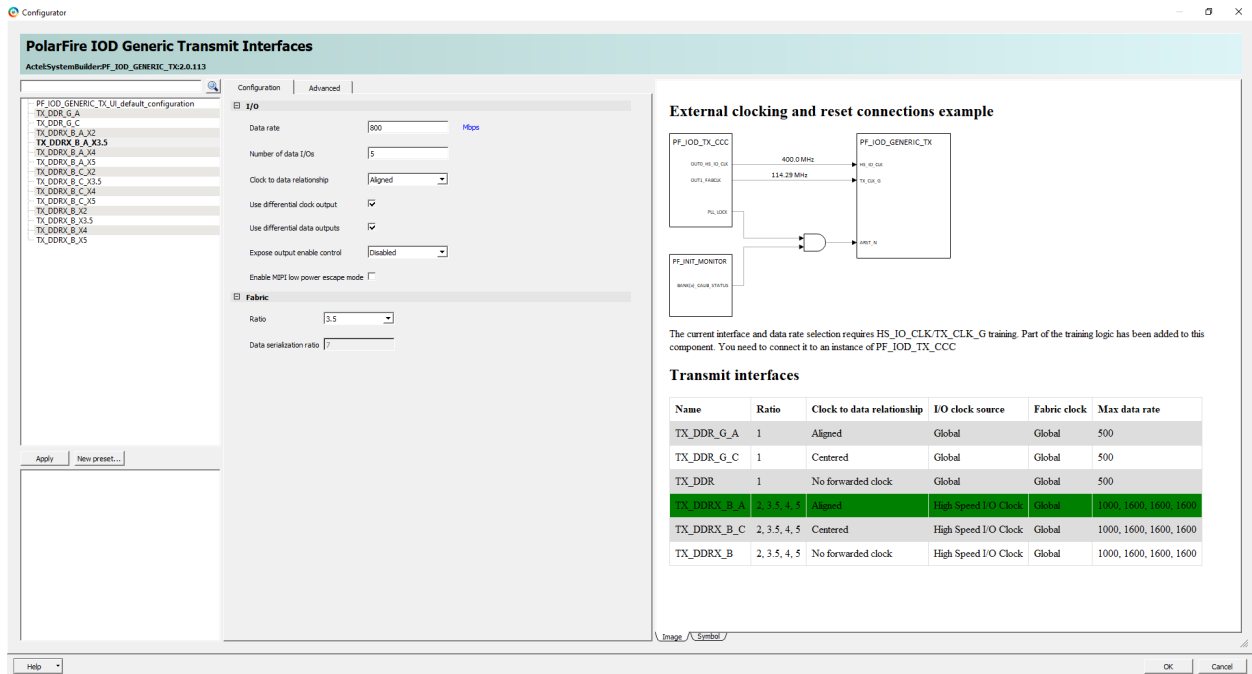 Configurator
PolarFire IOD Generic Transmit Interfaces
Actel:SystemBuilder:PF_IOD_GENERIC_TX:2.0.113
PF_IOD_GENERIC_TX_UI_default_configuration
TX_DDR_G_A
TX_DDR_G_C
TX_DDRX_B_A_X2
TX_DDRX_B_A_X3.5
TX_DDRX_B_A_X4
TX_DDRX_B_A_X5
TX_DDRX_B_C_X2
TX_DDRX_B_C_X3.5
TX_DDRX_B_C_X4
TX_DDRX_B_C_X5
TX_DDRX_B_X2
TX_DDRX_B_X3.5
TX_DDRX_B_X4
TX_DDRX_B_X5
Apply New preset...
Configuration Advanced
I/O
Data rate 800 Mbps
Number of data I/Os 5
Clock to data relationship Aligned
Use differential clock output
Use differential data outputs
Expose output enable control Disabled
Enable MIPI low power escape mode
Fabric
Ratio 3.5
Data serialization ratio 7
External clocking and reset connections example
PF_IOD_TX_CCC PF_IOD_GENERIC_TX
OUT0_HS_IO_CLK 400.0 MHz HS_IO_CLK
OUT1_FABCLK 114.29 MHz TX_CLK_G
PLL_LOCK
ARST_N
PF_INIT_MONITOR
BANK(x)_CALIB_STATUS
The current interface and data rate selection requires HS_IO_CLK/TX_CLK_G training. Part of the training logic has been added to this
component. You need to connect it to an instance of PF_IOD_TX_CCC
Transmit interfaces
Name Ratio Clock to data relationship I/O clock source Fabric clock Max data rate
TX_DDR_G_A 1 Aligned Global Global 500
TX_DDR_G_C 1 Centered Global Global 500
TX_DDR 1 No forwarded clock Global Global 500
TX_DDRX_B_A 2, 3.5, 4, 5 Aligned High Speed I/O Clock Global 1000, 1600, 1600, 1600
TX_DDRX_B_C 2, 3.5, 4, 5 Centered High Speed I/O Clock Global 1000, 1600, 1600, 1600
TX_DDRX_B 2, 3.5, 4, 5 No forwarded clock High Speed I/O Clock Global 1000, 1600, 1600, 1600
Image Symbol
Help OK Cancel